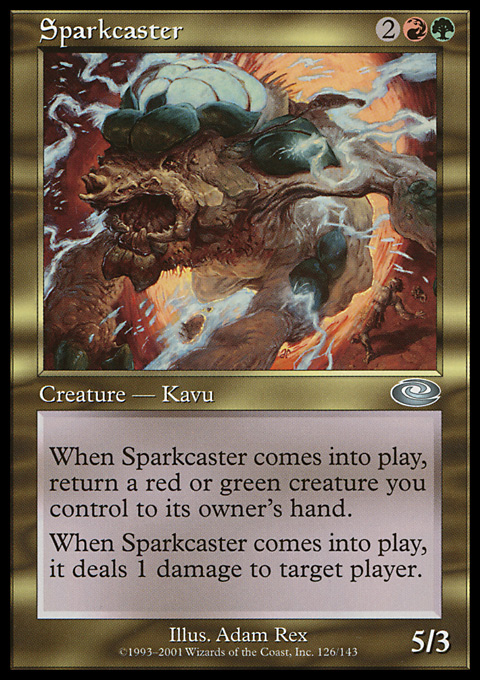 Sparkcaster 2
Creature — Kavu
When Sparkcaster comes into play,
return a red or green creature you
control to its owner's hand.
When Sparkcaster comes into play,
it deals 1 damage to target player.
Illus. Adam Rex
©1993–2001 Wizards of the Coast, Inc. 126/143
5/3